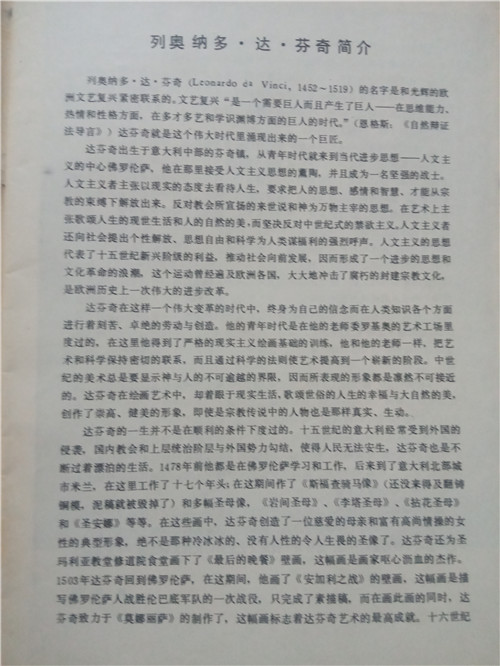 列奥纳多·达·芬奇简介
列奥纳多·达·芬奇（Leonardo da Vinci, 1452～1519）的名字是和光辉的欧
洲文艺复兴紧密联系的。文艺复兴“是一个需要巨人而且产生了巨人——在思维能力、
热情和性格方面，在多才多艺和学识渊博方面的巨人的时代。”（恩格斯：《自然辩证
法导言》）达芬奇就是这个伟大时代里涌现出来的一个巨匠。
达芬奇出生于意大利中部的芬奇镇，从青年时代就来到当代进步思想——人文主
义的中心佛罗伦萨，他在那里接受人文主义思想的薰陶，并且成为一名坚强的战士。
人文主义者主张以现实的态度去看待人生，要求把人的思想、感情和智慧、才能从宗
教的束缚下解放出来。反对教会所宣扬的来世说和神为万物主宰的思想。在艺术上主
张歌颂人生的现世生活和人的自然的美，而坚决反对中世纪式的禁欲主义。人文主义者
还向社会提出个性解放、思想自由和科学为人类谋福利的强烈呼声。人文主义的思想
代表了十五世纪新兴阶级的利益，推动社会向前发展，因而形成了一个进步的思想和
文化革命的浪潮，这个运动曾经遍及欧洲各国，大大地冲击了腐朽的封建宗教文化，
是欧洲历史上一次伟大的进步改革。
达芬奇在这样一个伟大变革的时代中，终身为自己的信念而在人类知识各个方面
进行着刻苦、卓绝的劳动与创造。他的青年时代是在他的老师委罗基奥的艺术工场里
度过的，在这里他得到了严格的现实主义绘画基础的训练，他和他的老师一样，把艺
术和科学保持密切的联系，而且通过科学的法则使艺术提高到一个崭新的阶段。中世
纪的美术总是要显示神与人的不可逾越的界限，因而所表现的形象都是凛然不可接近
的。达芬奇在绘画艺术中，却着眼于现实生活，歌颂世俗的人生的幸福与大自然的美，
创作了崇高、健美的形象，即使是宗教传说中的人物也是那样真实、生动。
达芬奇的一生并不是在顺利的条件下度过的。十五世纪的意大利经常受到外国的
侵袭，国内教会和上层统治阶层与外国势力勾结，使得人民无法安生，达芬奇也是不
断过着漂泊的生活。1478年前他都是在佛罗伦萨学习和工作，后来到了意大利北部城
市米兰，在这里工作了十七个年头；在这期间作了《斯福查骑马像》（还没来得及翻铸
铜模，泥稿就被毁掉了）和多幅圣母像，《岩间圣母》、《李塔圣母》、《拈花圣母》
和《圣安娜》等等。在这些画中，达芬奇创造了一位慈爱的母亲和富有高尚情操的女
性的典型形象，绝不是那种冷冰冰的、没有人性的令人生畏的圣像了。达芬奇还为圣
玛利亚教堂修道院食堂画下了《最后的晚餐》壁画，这幅画是画家呕心沥血的杰作。
1503年达芬奇回到佛罗伦萨，在这期间，他画了《安加利之战》的壁画，这幅画是描
写佛罗伦萨人战胜伦巴底军队的一次战役，只完成了素描稿。而在画此画的同时，达
芬奇致力于《莫娜丽萨》的制作了，这幅画标志着达芬奇艺术的最高成就。十六世纪